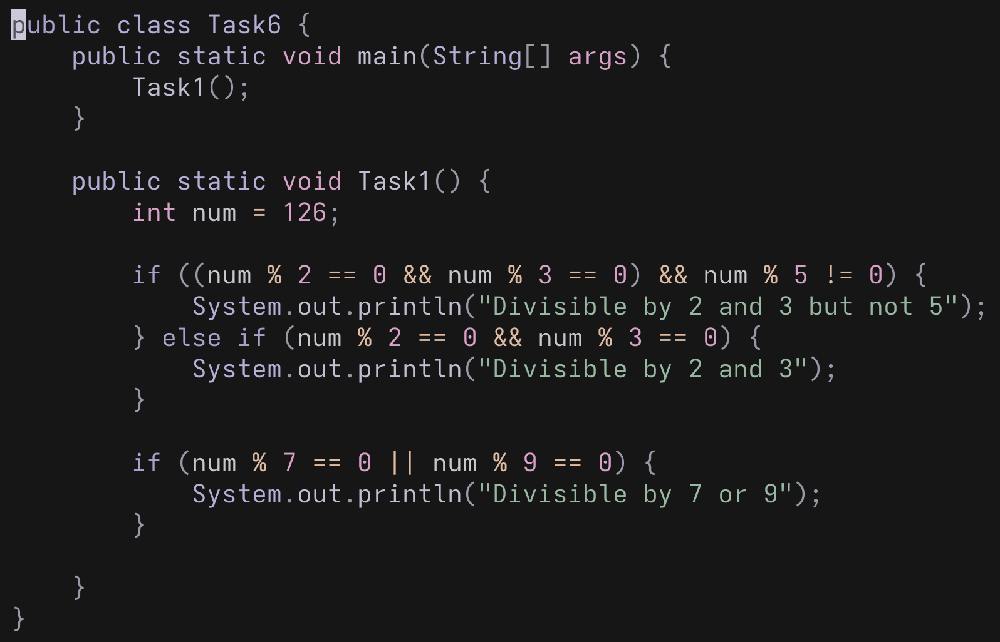 public class Task6 {
    public static void main(String[] args) {
        Task1();
    }

    public static void Task1() {
        int num = 126;

        if ((num % 2 == 0 && num % 3 == 0) && num % 5 != 0) {
            System.out.println("Divisible by 2 and 3 but not 5");
        } else if (num % 2 == 0 && num % 3 == 0) {
            System.out.println("Divisible by 2 and 3");
        }

        if (num % 7 == 0 || num % 9 == 0) {
            System.out.println("Divisible by 7 or 9");
        }

    }
}